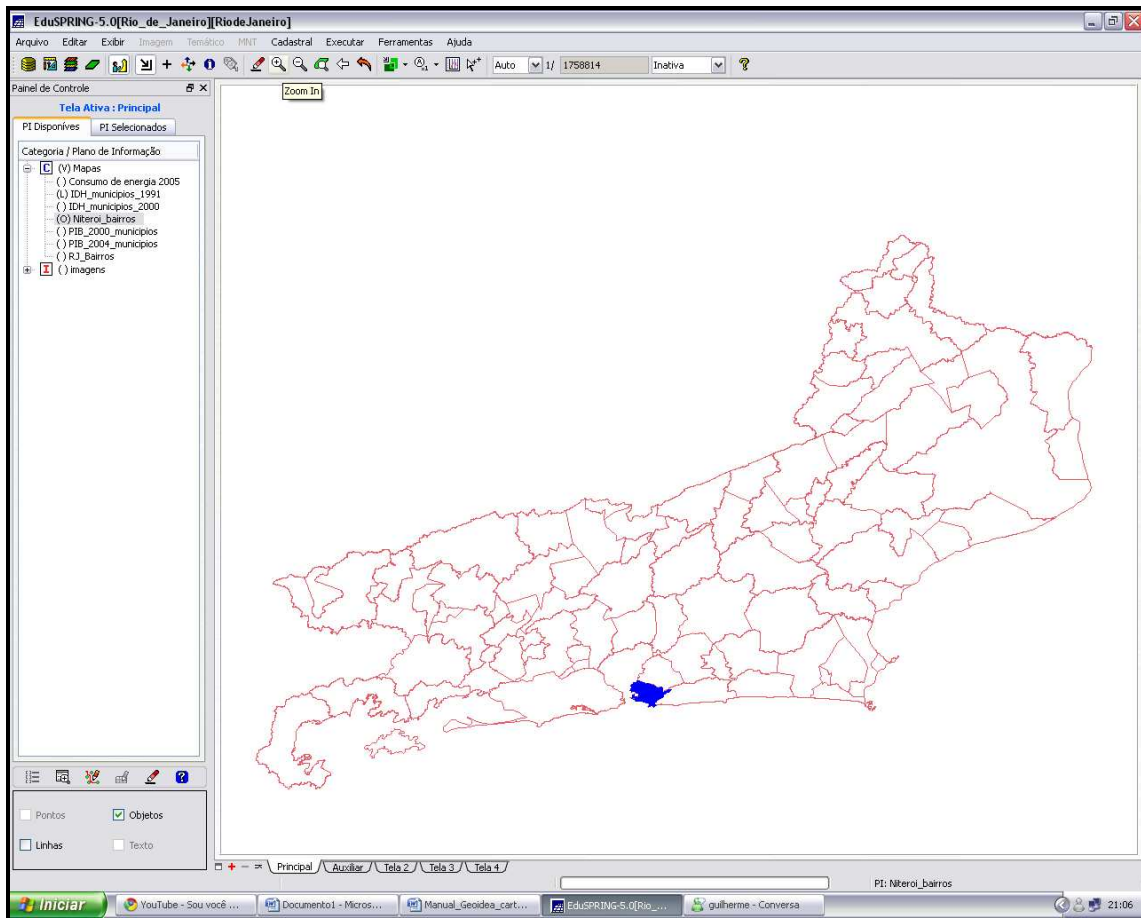 EduSPRING-5.0[Rio_de_Janeiro][RiodeJaneiro]
Arquivo Editar Exibir Imagem Temático MNT Cadastral Executar Ferramentas Ajuda
Auto 1/ 1758814 Inativa
Zoom In
Painel de Controle
Tela Ativa : Principal
PI Disponíves PI Selecionados
Categoria / Plano de Informação
C (V) Mapas
( ) Consumo de energia 2005
(L) IDH_municipios_1991
( ) IDH_municipios_2000
(O) Niteroi_bairros
( ) PIB_2000_municipios
( ) PIB_2004_municipios
( ) RJ_Bairros
I ( ) imagens
Pontos Objetos
Linhas Texto
Principal Auxiliar Tela 2 Tela 3 Tela 4
PI: Niteroi_bairros
Iniciar YouTube - Sou você ... Documento1 - Micros... Manual_Geoidea_cart... EduSPRING-5.0[Rio_... guilherme - Conversa 21:06